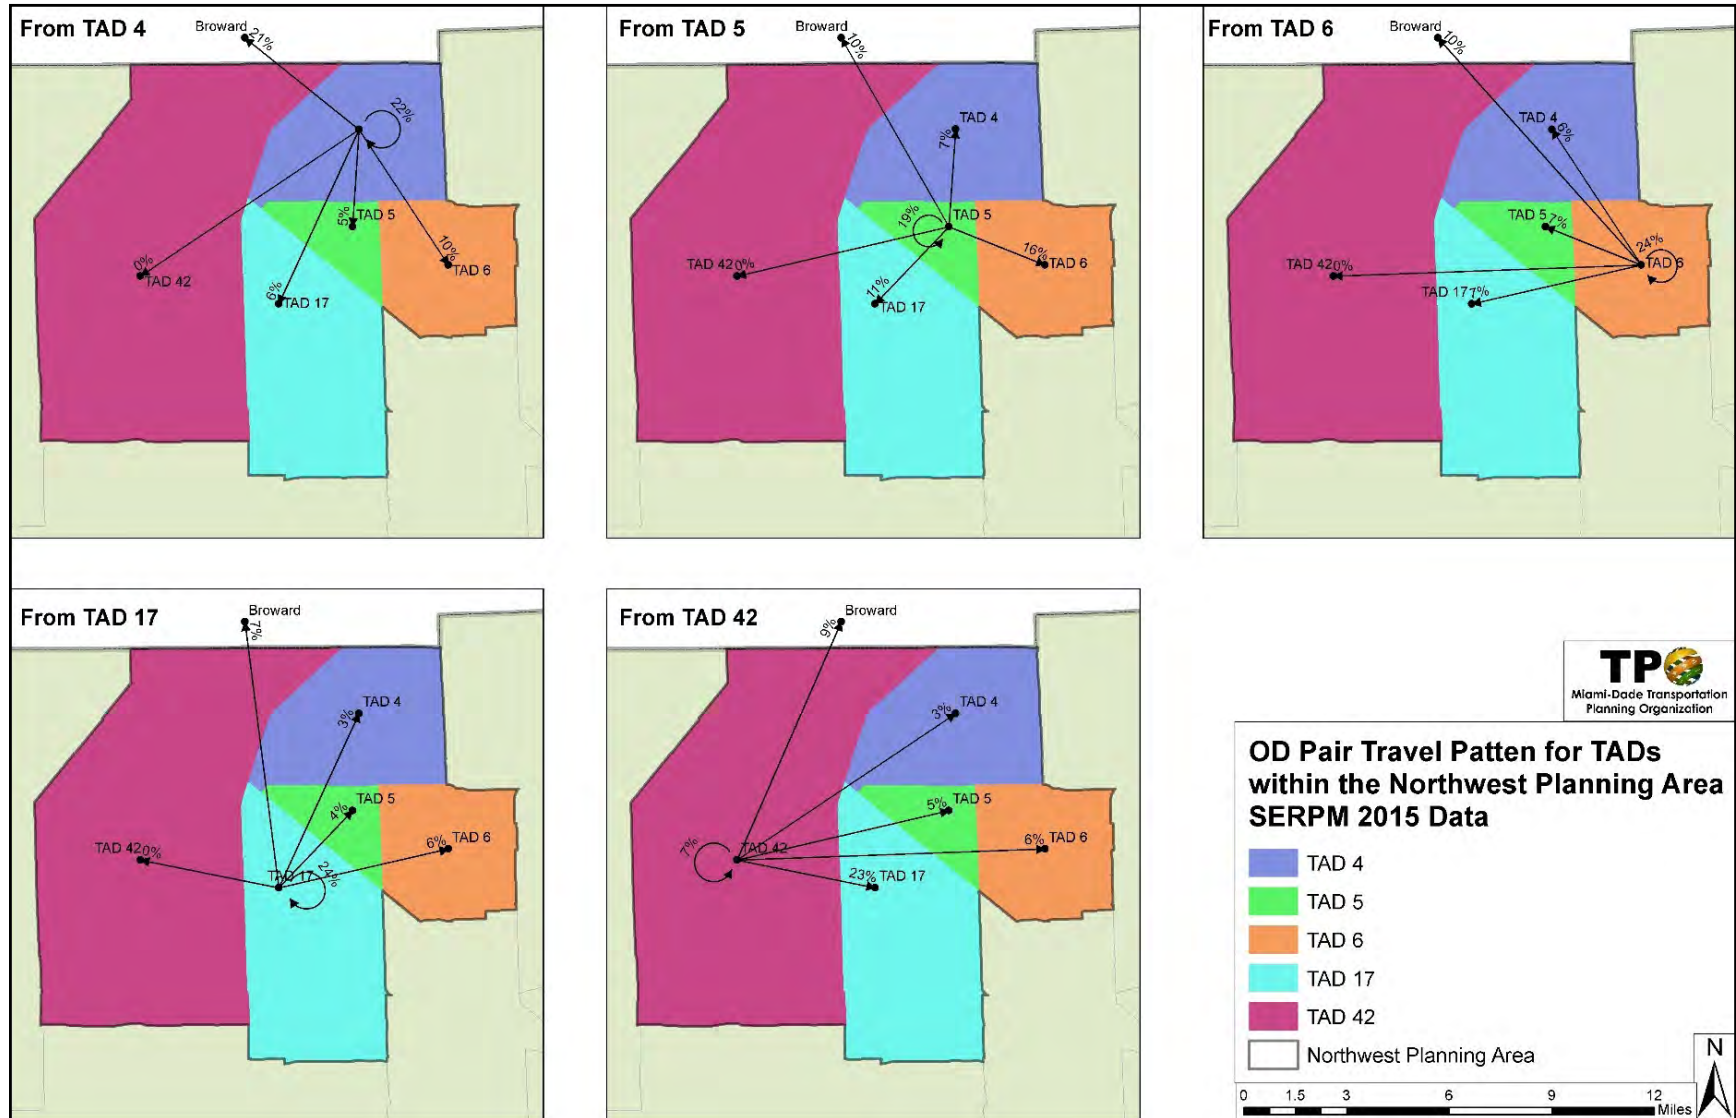 From TAD 4
Broward
21%
22%
TAD 5
5%
10%
TAD 6
0%
TAD 42
6%
TAD 17
From TAD 5
Broward
10%
TAD 4
7%
TAD 5
19%
16%
TAD 6
TAD 42 0%
11%
TAD 17
From TAD 6
Broward
10%
TAD 4
6%
TAD 5
7%
24%
TAD 6
TAD 42 0%
TAD 17 7%
From TAD 17
Broward
7%
TAD 4
3%
TAD 5
4%
6%
TAD 6
TAD 42 0%
TAD 17
24%
From TAD 42
Broward
9%
TAD 4
3%
5%
TAD 5
6%
TAD 6
TAD 42
7%
23%
TAD 17
TPO
Miami-Dade Transportation
Planning Organization
OD Pair Travel Patten for TADs
within the Northwest Planning Area
SERPM 2015 Data
TAD 4
TAD 5
TAD 6
TAD 17
TAD 42
Northwest Planning Area
N
0 1.5 3 6 9 12
Miles